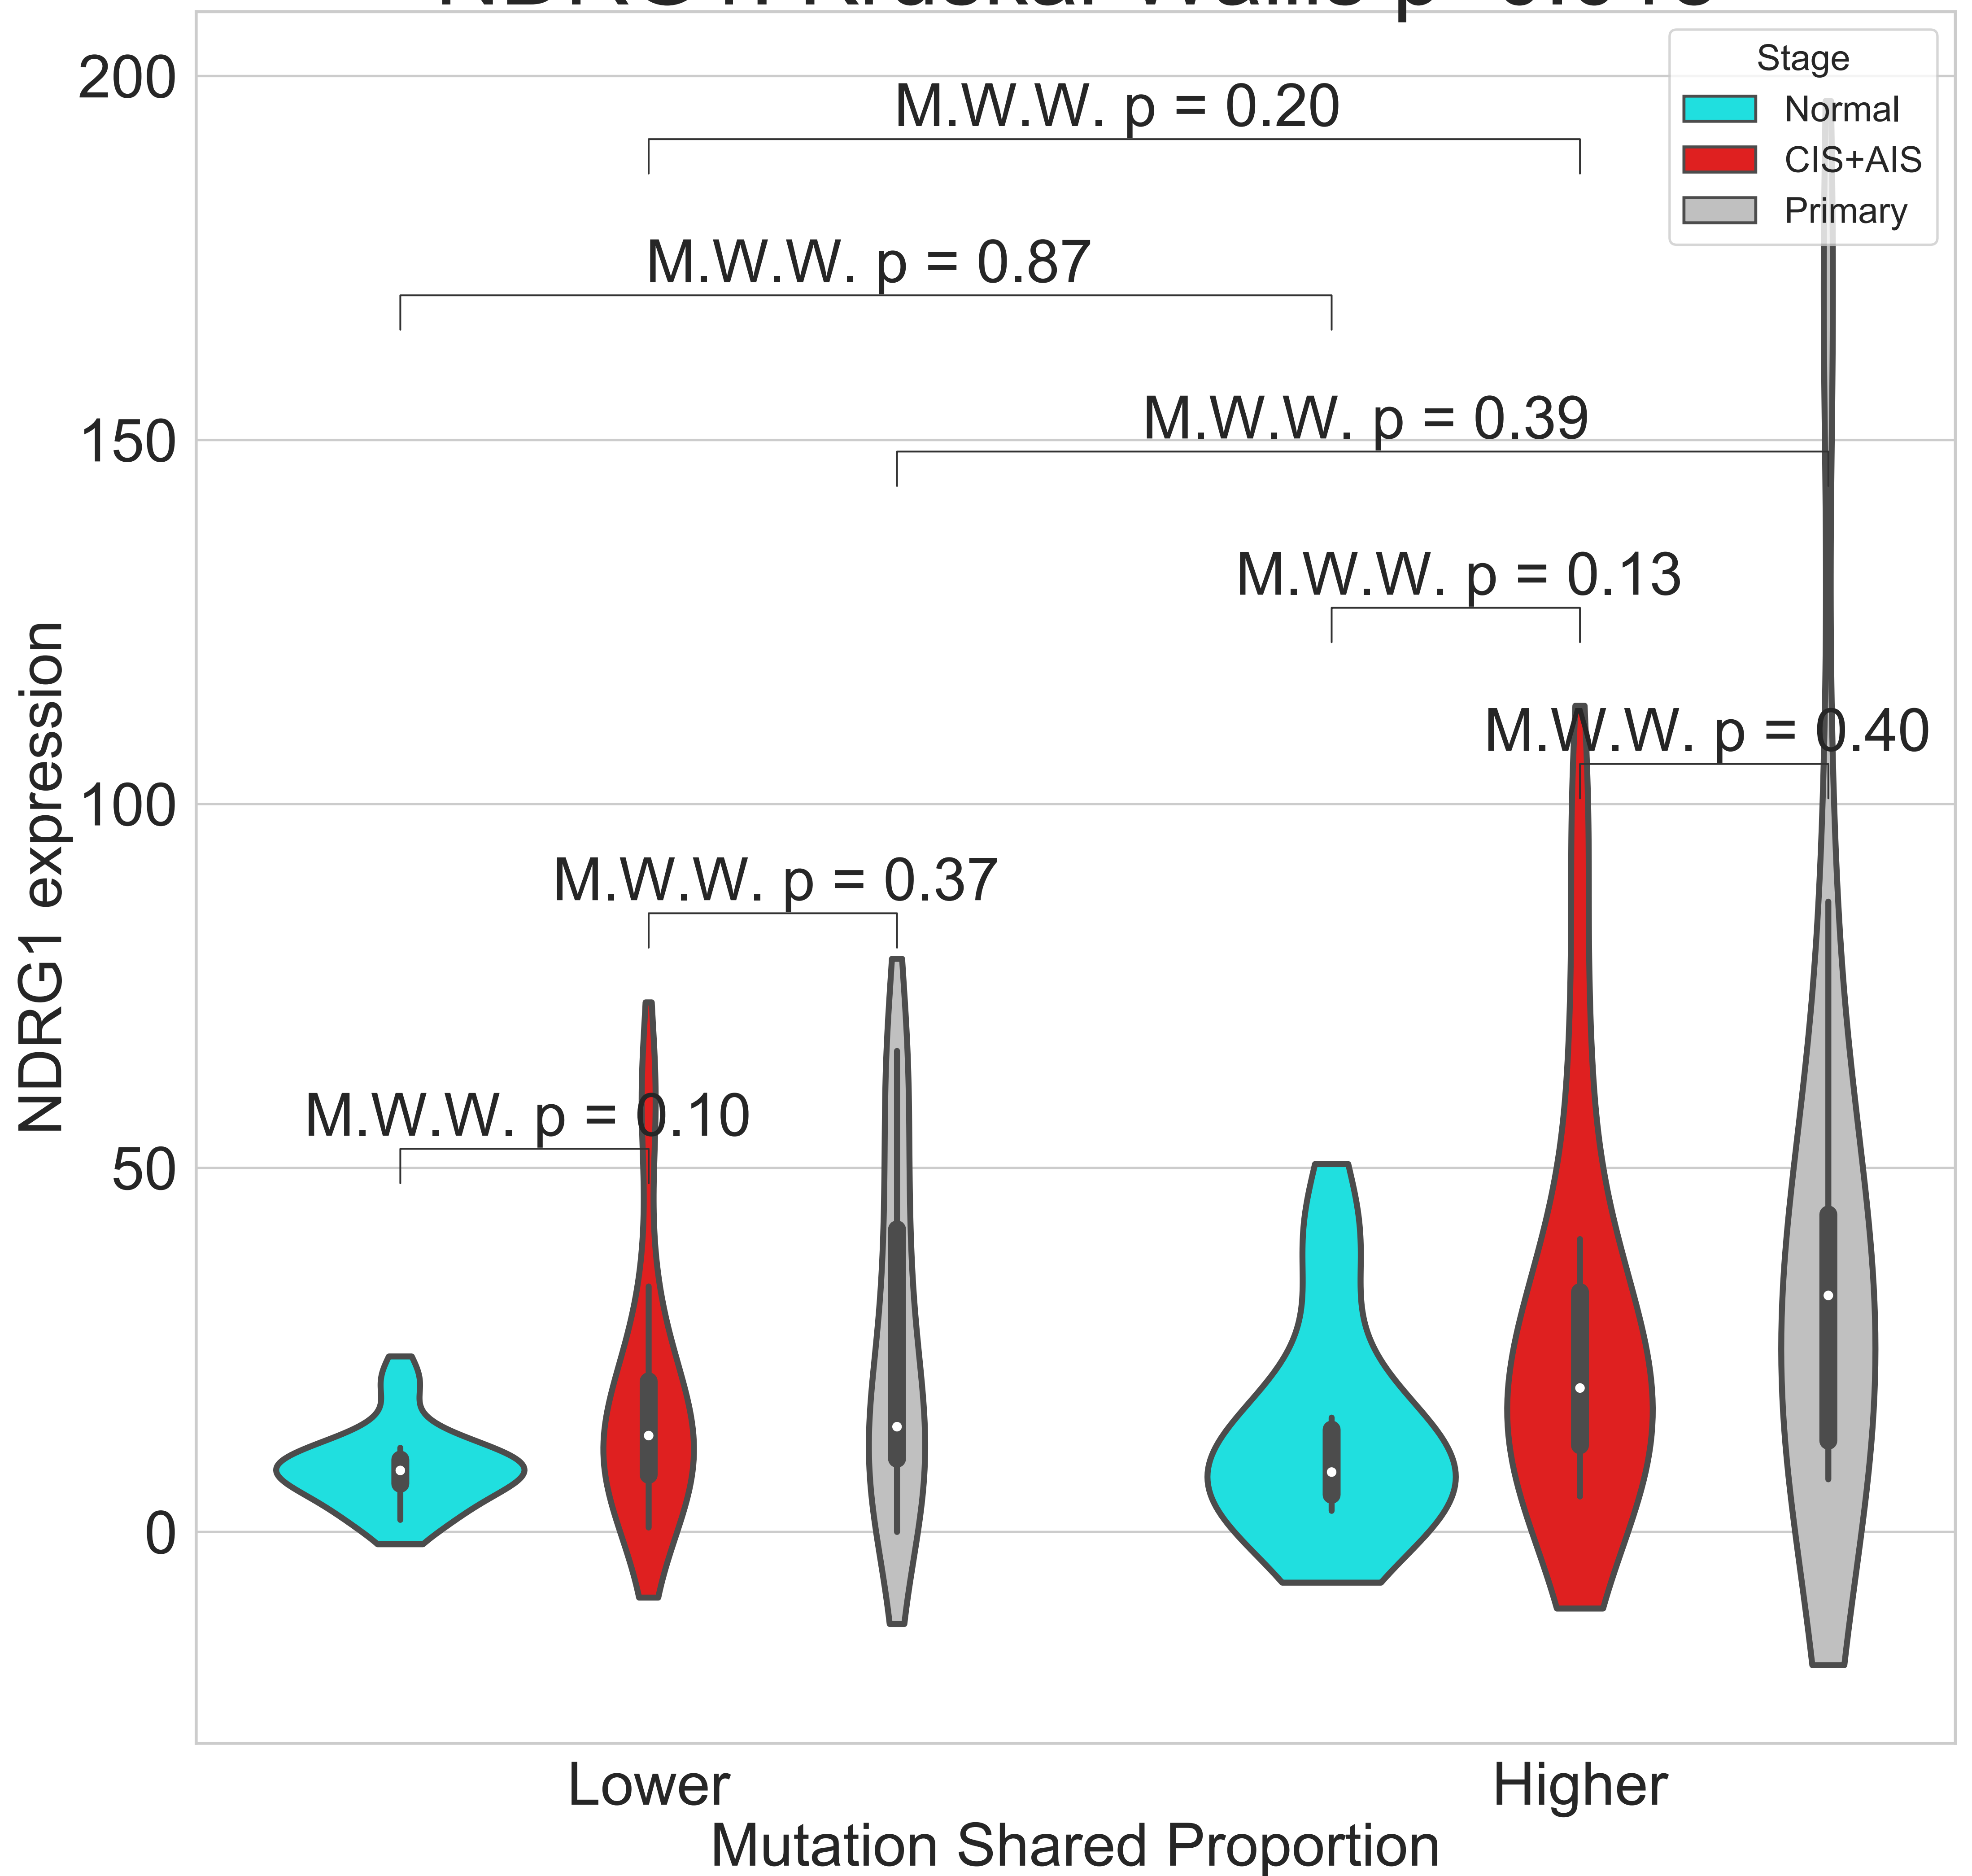 Stage
Normal
CIS+AIS
Primary
200
150
100
50
0
NDRG1 expression
M.W.W. p = 0.20
M.W.W. p = 0.87
M.W.W. p = 0.39
M.W.W. p = 0.13
M.W.W. p = 0.40
M.W.W. p = 0.37
M.W.W. p = 0.10
Lower
Higher
Mutation Shared Proportion